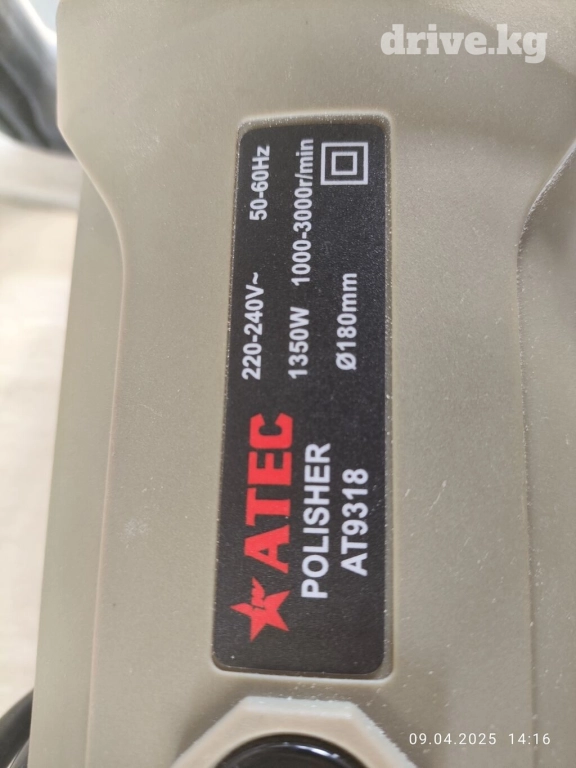 drive.kg
ATEC
POLISHER
AT9318
220-240V~ 50-60Hz
1350W 1000-3000r/min
Ø180mm
09.04.2025 14:16